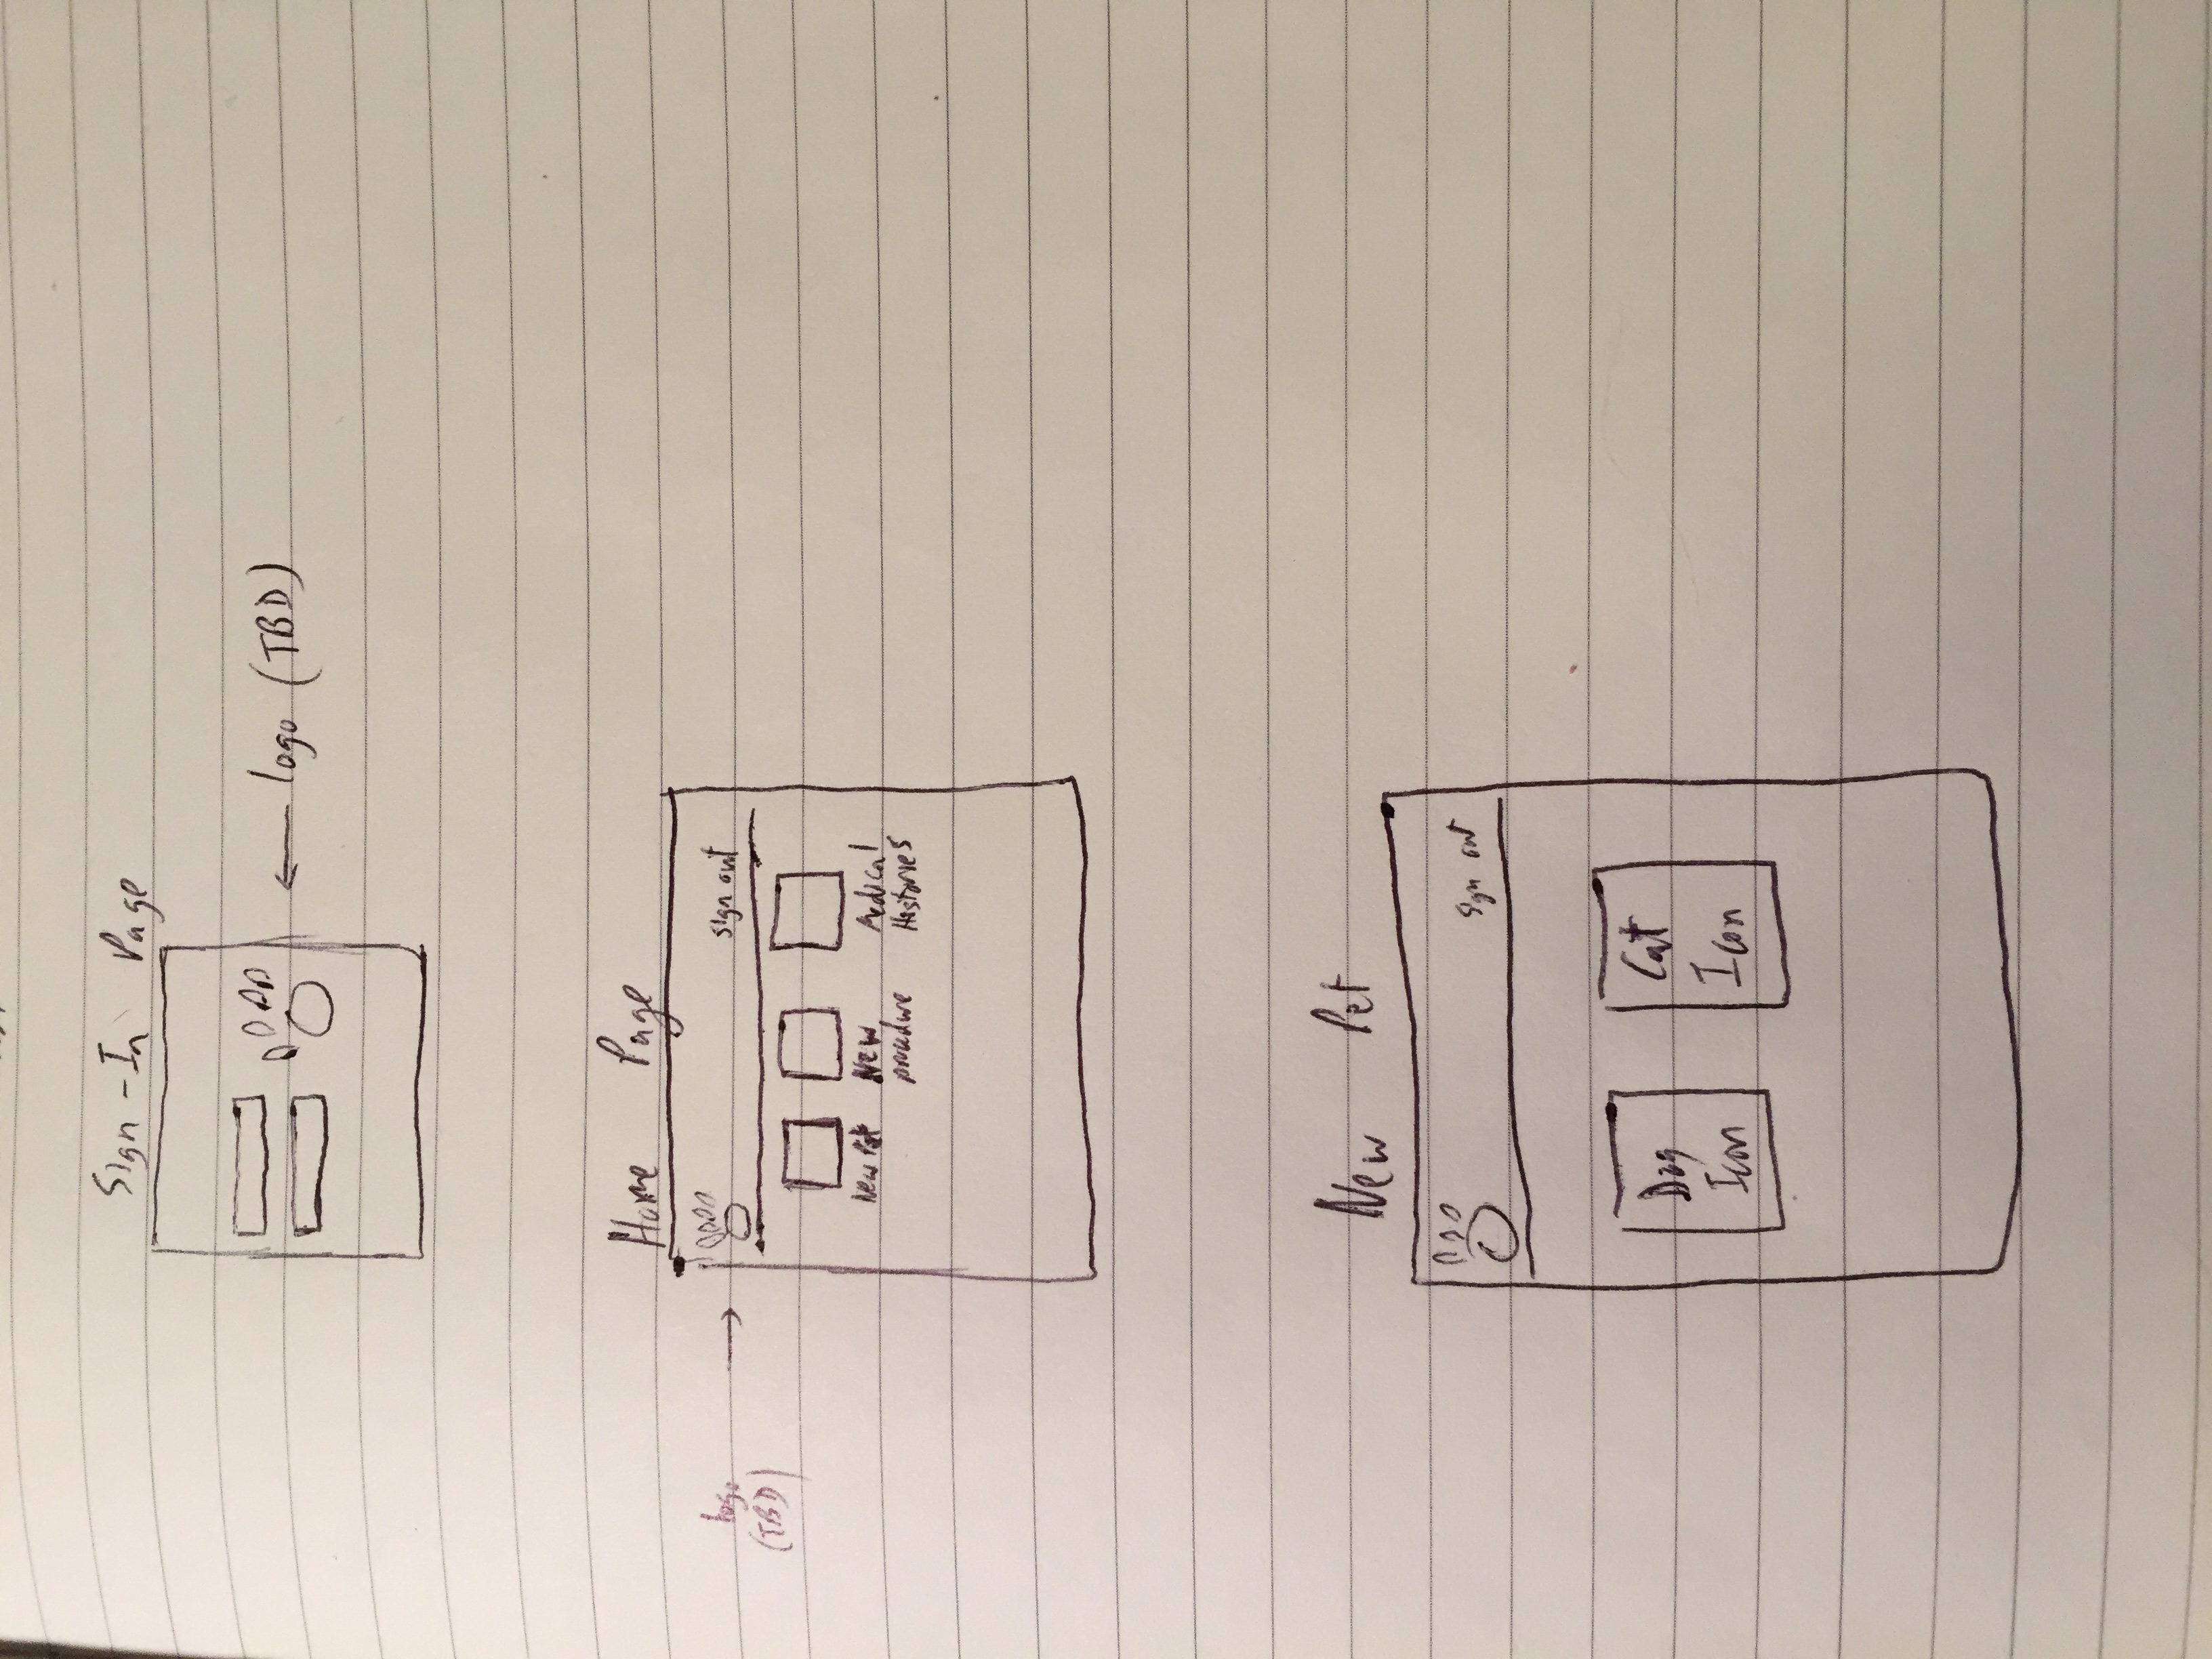 Sign-In Page
← logo (TBD)
Home Page
logo
(TBD)
→
sign out
New Pet
New
procedure
Medical
Histories
New Pet
sign out
Dog
Icon
Cat
Icon